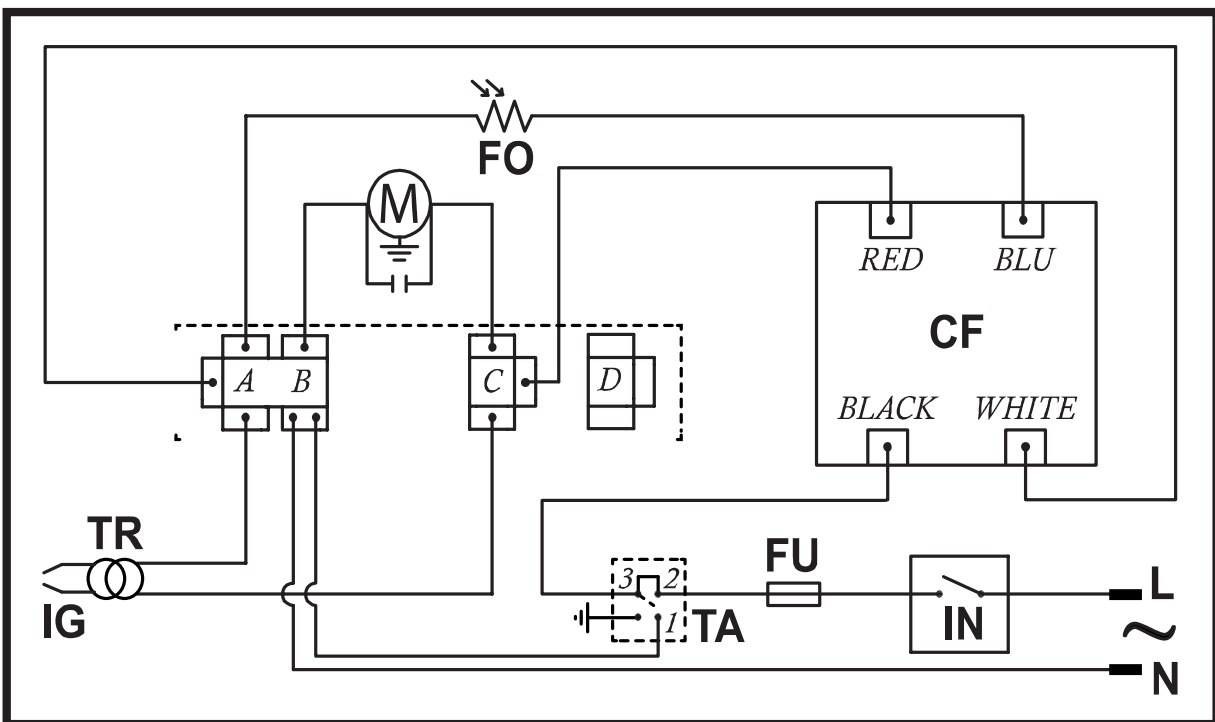 FO
M
RED BLU
CF
A B C D
BLACK WHITE
TR
FU
L
3 2
IG
1 TA
IN
~
N